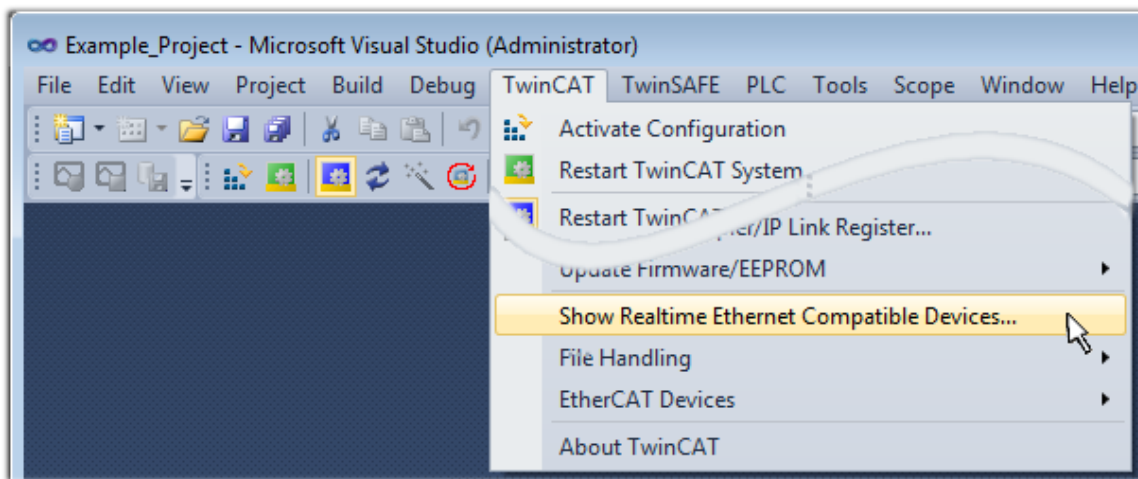 Example_Project - Microsoft Visual Studio (Administrator)
File Edit View Project Build Debug TwinCAT TwinSAFE PLC Tools Scope Window Help
Activate Configuration
Restart TwinCAT System
Restart TwinCAT
/IP Link Register...
Update Firmware/EEPROM
Show Realtime Ethernet Compatible Devices...
File Handling
EtherCAT Devices
About TwinCAT